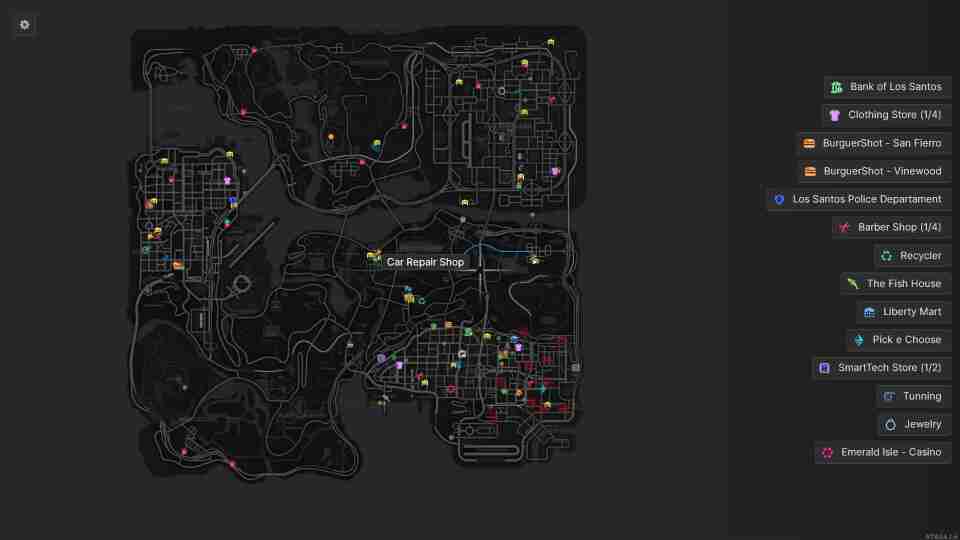 Bank of Los Santos
Clothing Store (1/4)
BurguerShot - San Fierro
BurguerShot - Vinewood
Los Santos Police Departament
Barber Shop (1/4)
Recycler
Car Repair Shop
The Fish House
Liberty Mart
Pick e Choose
SmartTech Store (1/2)
Tunning
Jewelry
Emerald Isle - Casino